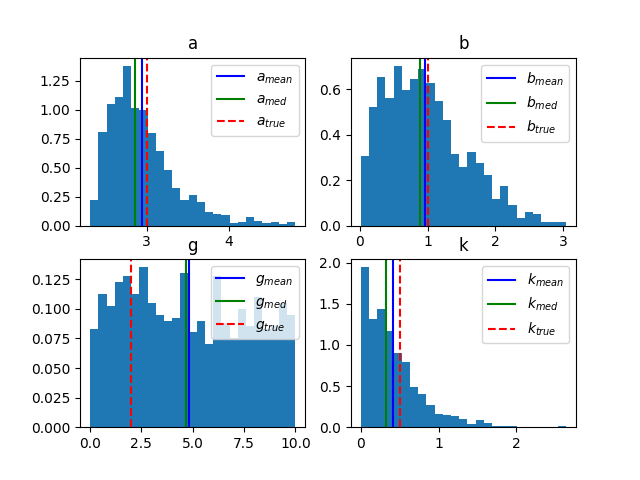 a
1.25
1.00
0.75
0.50
0.25
0.00
3
4
a_mean
a_med
a_true
b
0.6
0.4
0.2
0.0
0
1
2
3
b_mean
b_med
b_true
g
0.125
0.100
0.075
0.050
0.025
0.000
0.0
2.5
5.0
7.5
10.0
g_mean
g_med
g_true
k
2.0
1.5
1.0
0.5
0.0
0
1
2
k_mean
k_med
k_true